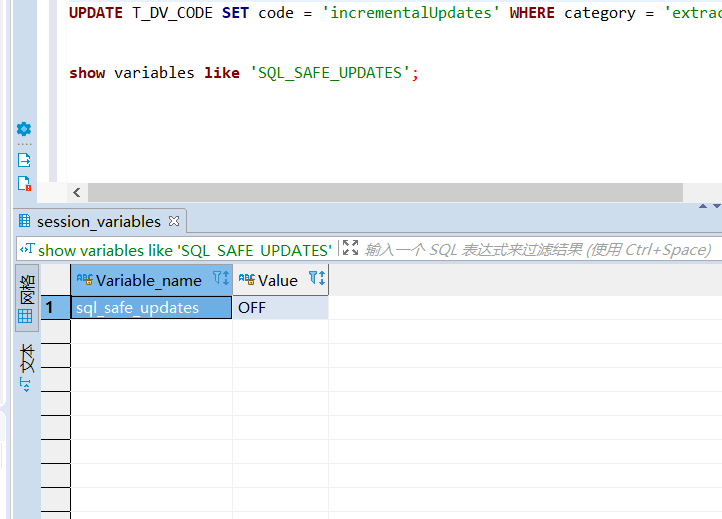 UPDATE T_DV_CODE SET code = 'incrementalUpdates' WHERE category = 'extrac
show variables like 'SQL_SAFE_UPDATES';
session_variables
show variables like 'SQL_SAFE_UPDATES'
输入一个 SQL 表达式来过滤结果 (使用 Ctrl+Space)
网格
文本
Variable_name Value
1 sql_safe_updates OFF